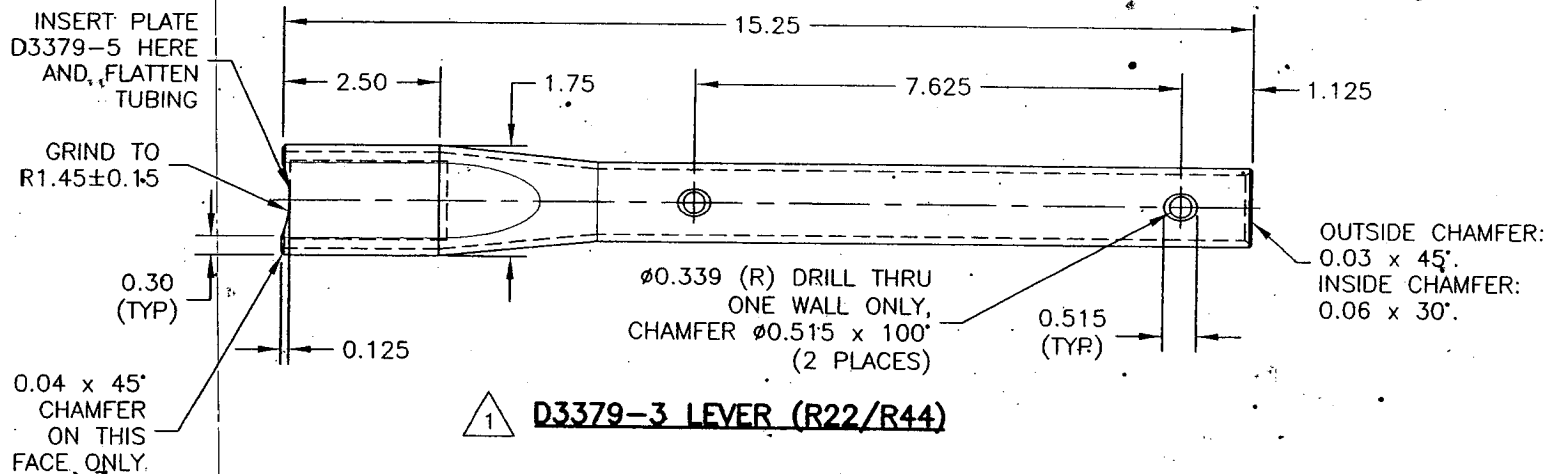 INSERT PLATE
D3379-5 HERE
AND FLATTEN
TUBING
15.25
2.50
1.75
7.625
1.125
GRIND TO
R1.45±0.15
0.30
(TYP)
0.125
0.04 x 45°
CHAMFER
ON THIS
FACE ONLY.
ø0.339 (R) DRILL THRU
ONE WALL ONLY,
CHAMFER ø0.515 x 100°
(2 PLACES)
0.515
(TYP)
OUTSIDE CHAMFER:
0.03 x 45°.
INSIDE CHAMFER:
0.06 x 30°.
1
D3379-3 LEVER (R22/R44)